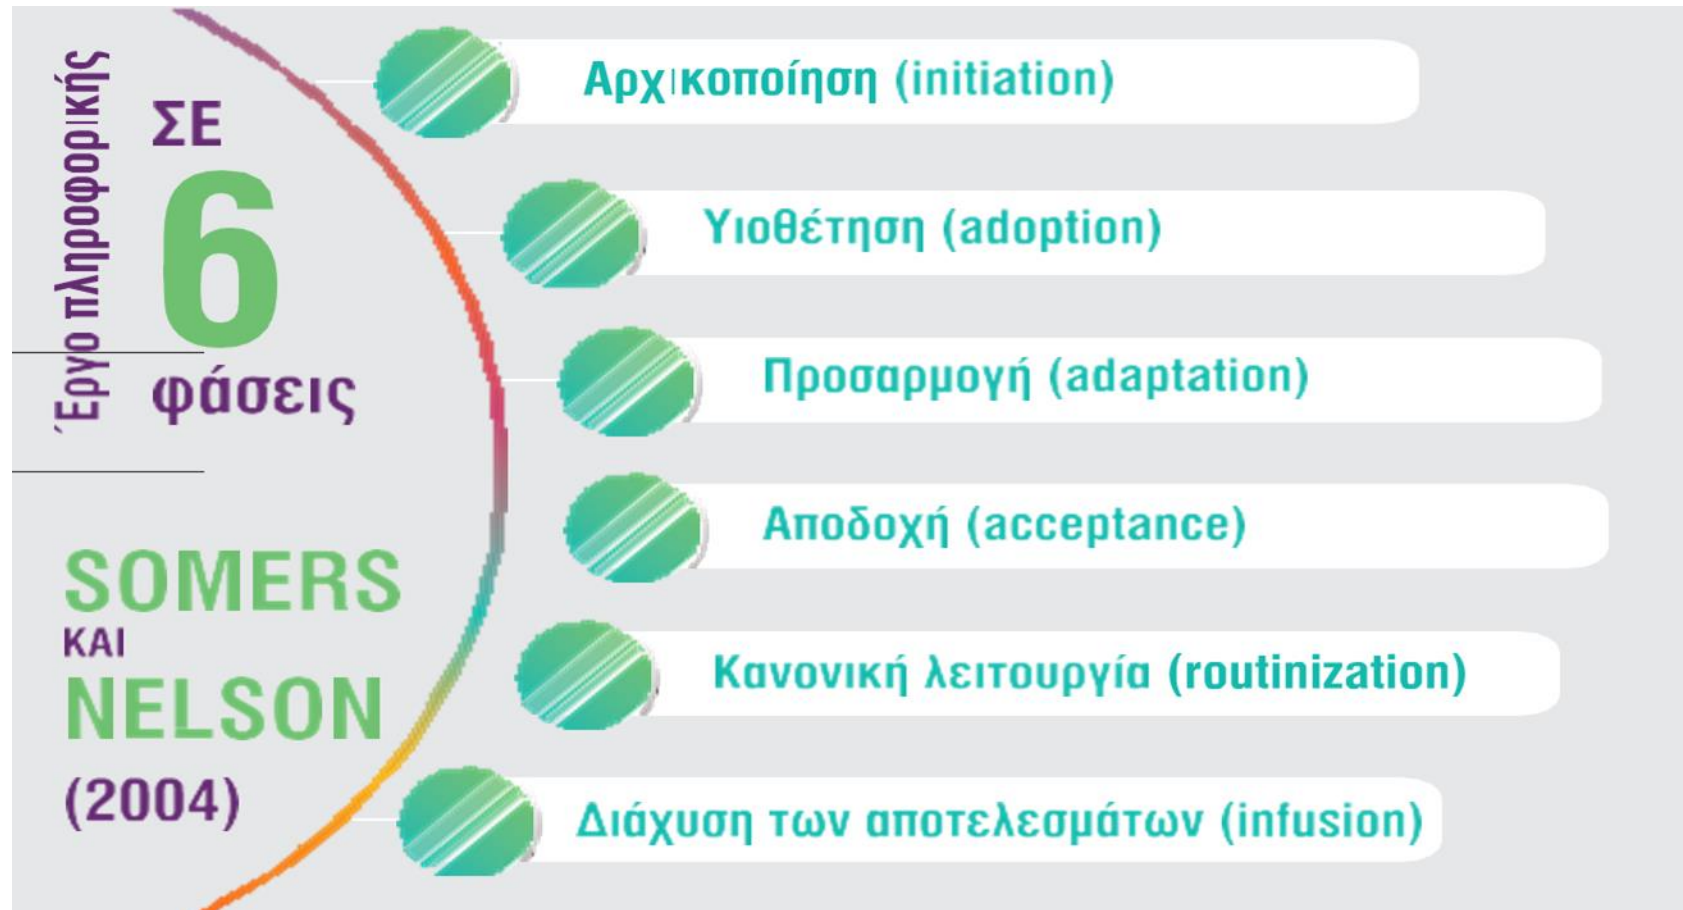 Έργο πληροφορικής
ΣΕ
6
φάσεις
SOMERS
ΚΑΙ
NELSON
(2004)
Αρχικοποίηση (initiation)
Υιοθέτηση (adoption)
Προσαρμογή (adaptation)
Αποδοχή (acceptance)
Κανονική λειτουργία (routinization)
Διάχυση των αποτελεσμάτων (infusion)